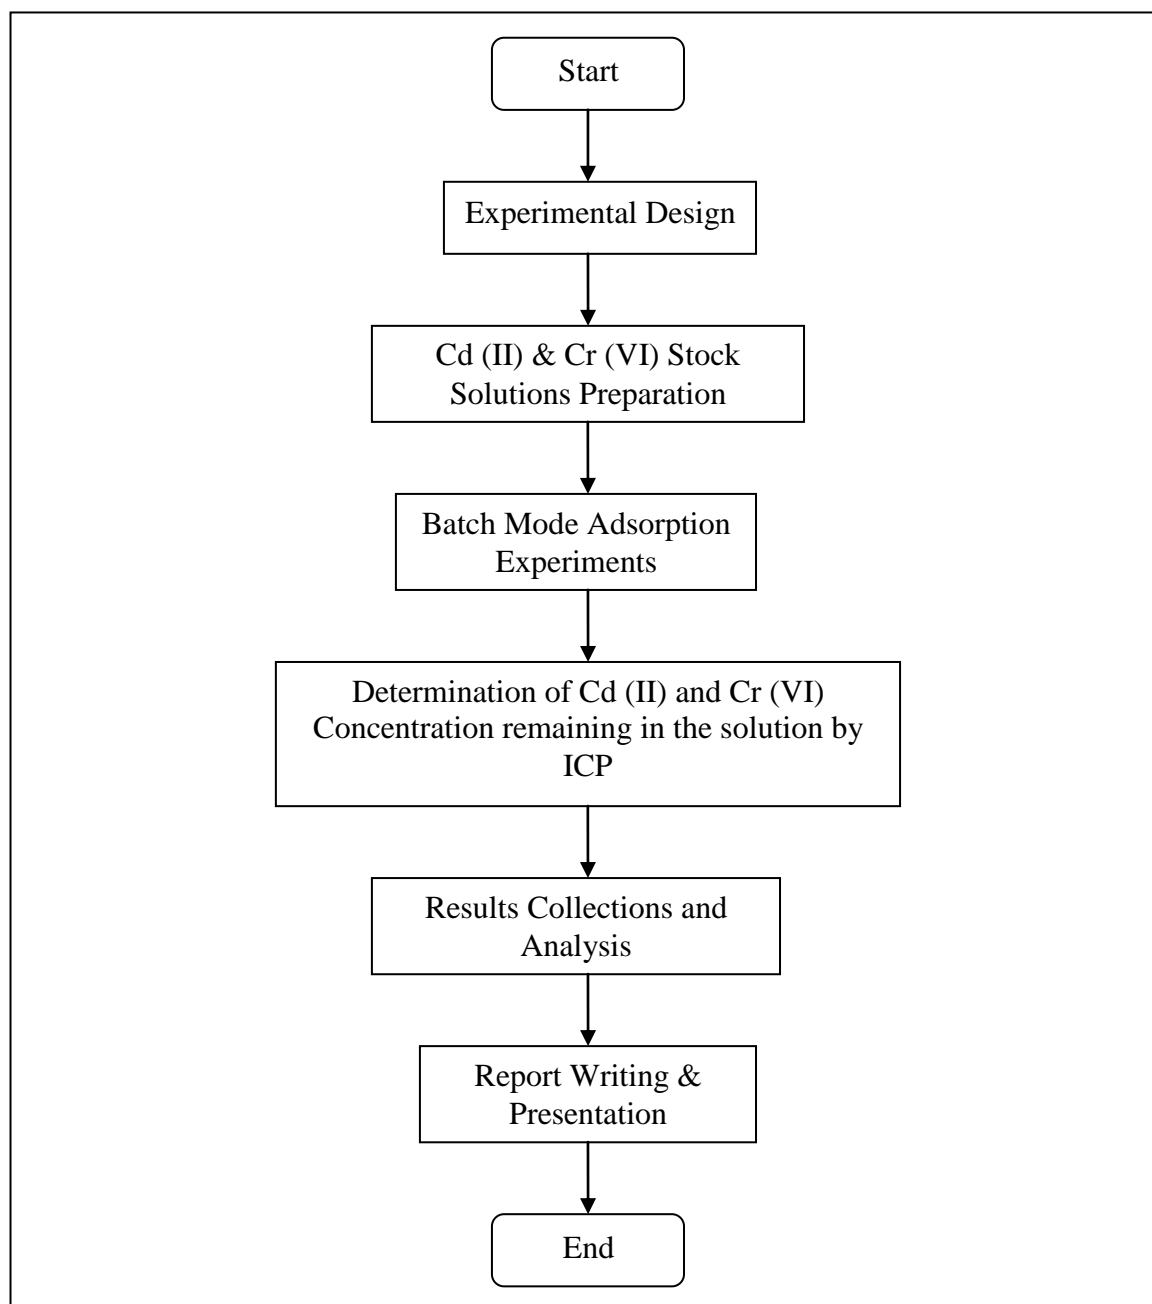 Start
Experimental Design
Cd (II) & Cr (VI) Stock
Solutions Preparation
Batch Mode Adsorption
Experiments
Determination of Cd (II) and Cr (VI)
Concentration remaining in the solution by
ICP
Results Collections and
Analysis
Report Writing &
Presentation
End